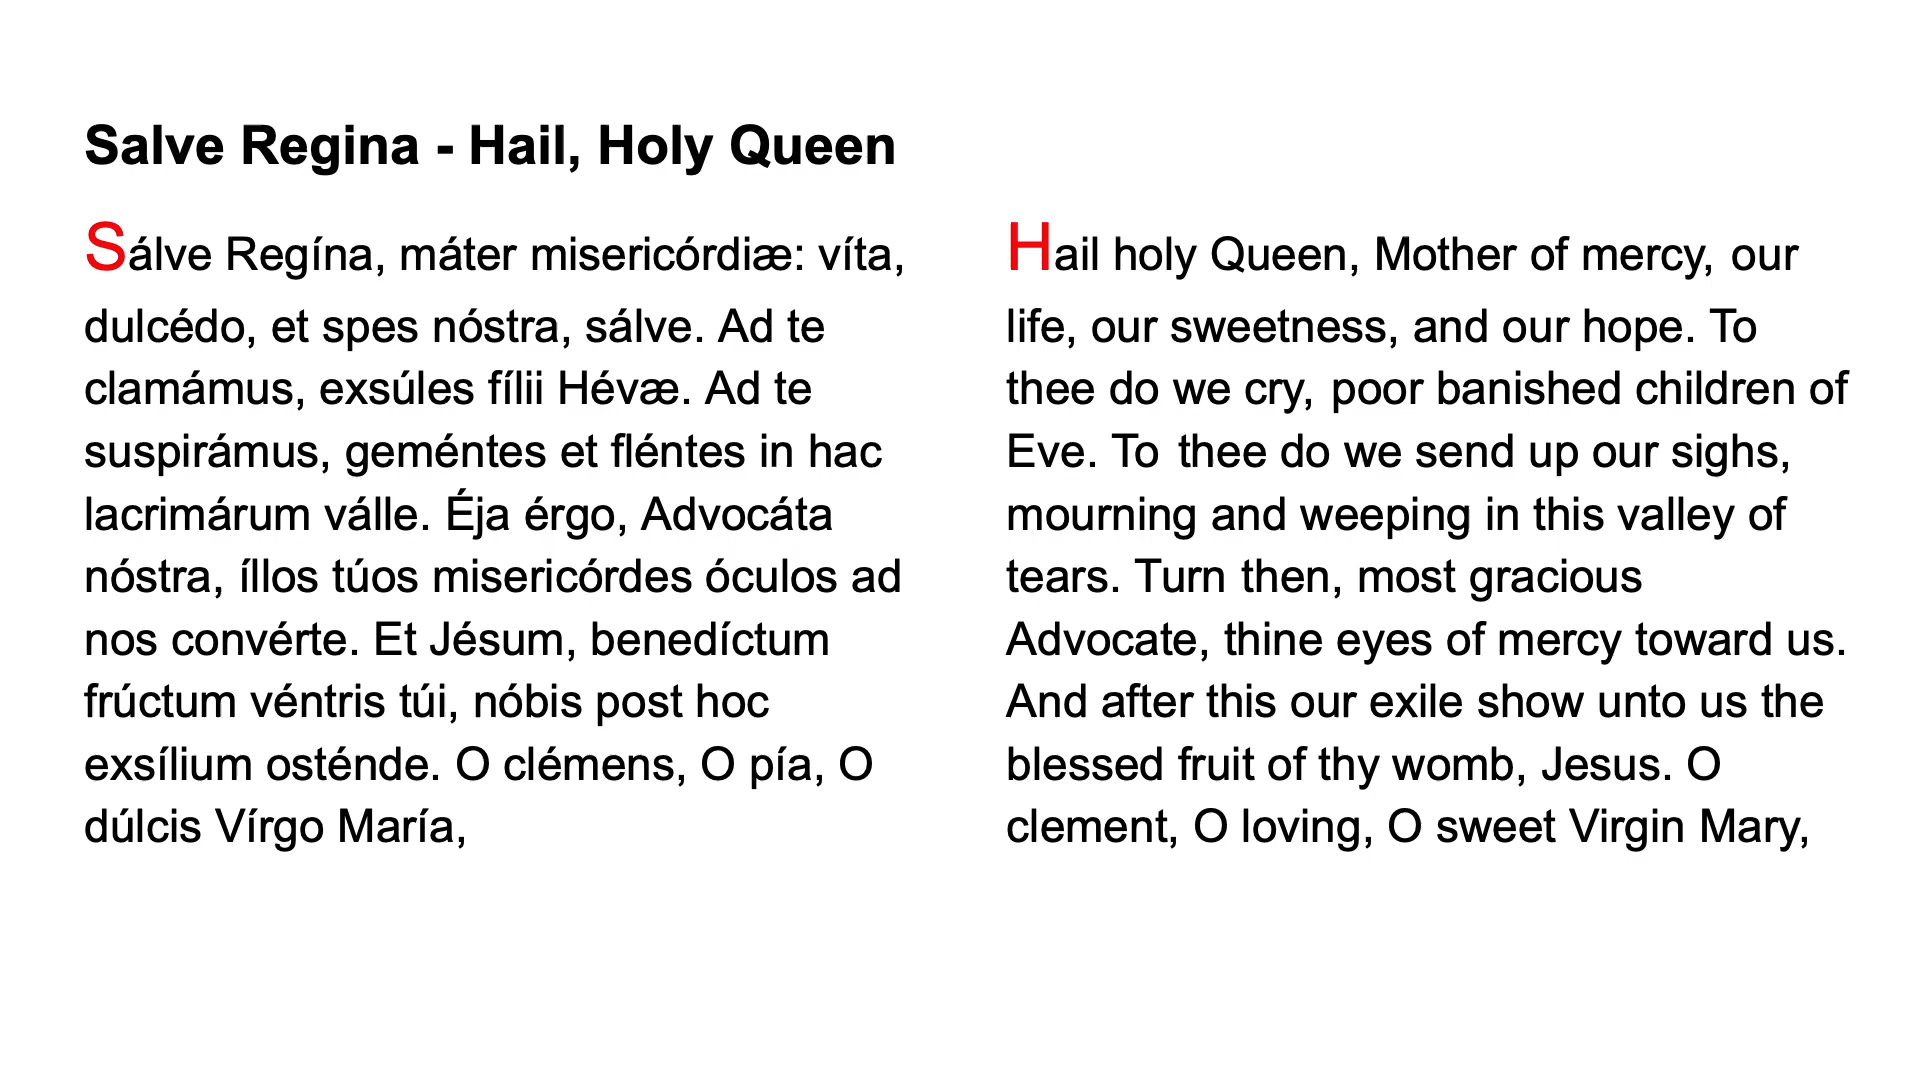 Salve Regina - Hail, Holy Queen
Sálve Regína, máter misericórdiæ: víta,
dulcédo, et spes nóstra, sálve. Ad te
clamámus, exsúles fílii Hévæ. Ad te
suspirámus, geméntes et fléntes in hac
lacrimárum válle. Éja érgo, Advocáta
nóstra, íllos túos misericórdes óculos ad
nos convérte. Et Jésum, benedíctum
frúctum véntris túi, nóbis post hoc
exsílium osténde. O clémens, O pía, O
dúlcis Vírgo María,
Hail holy Queen, Mother of mercy, our
life, our sweetness, and our hope. To
thee do we cry, poor banished children of
Eve. To thee do we send up our sighs,
mourning and weeping in this valley of
tears. Turn then, most gracious
Advocate, thine eyes of mercy toward us.
And after this our exile show unto us the
blessed fruit of thy womb, Jesus. O
clement, O loving, O sweet Virgin Mary,